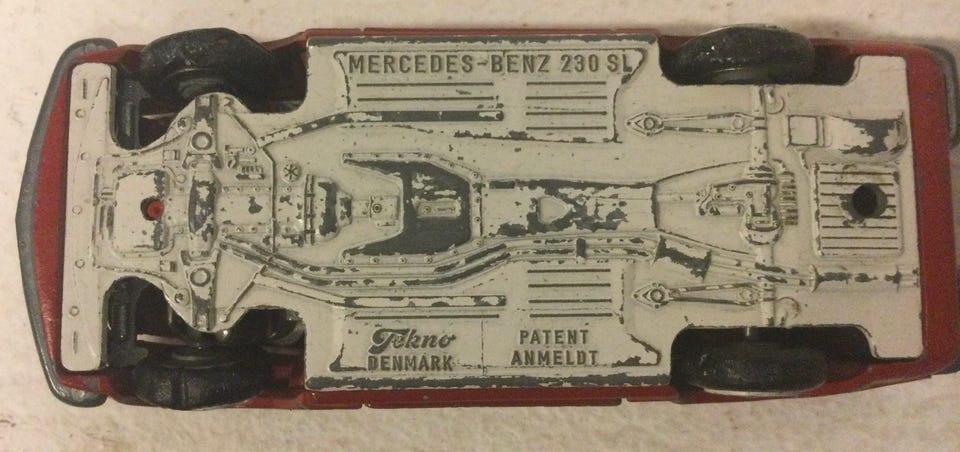 MERCEDES-BENZ 230 SL
Tekno
DENMARK
PATENT
ANMELDT